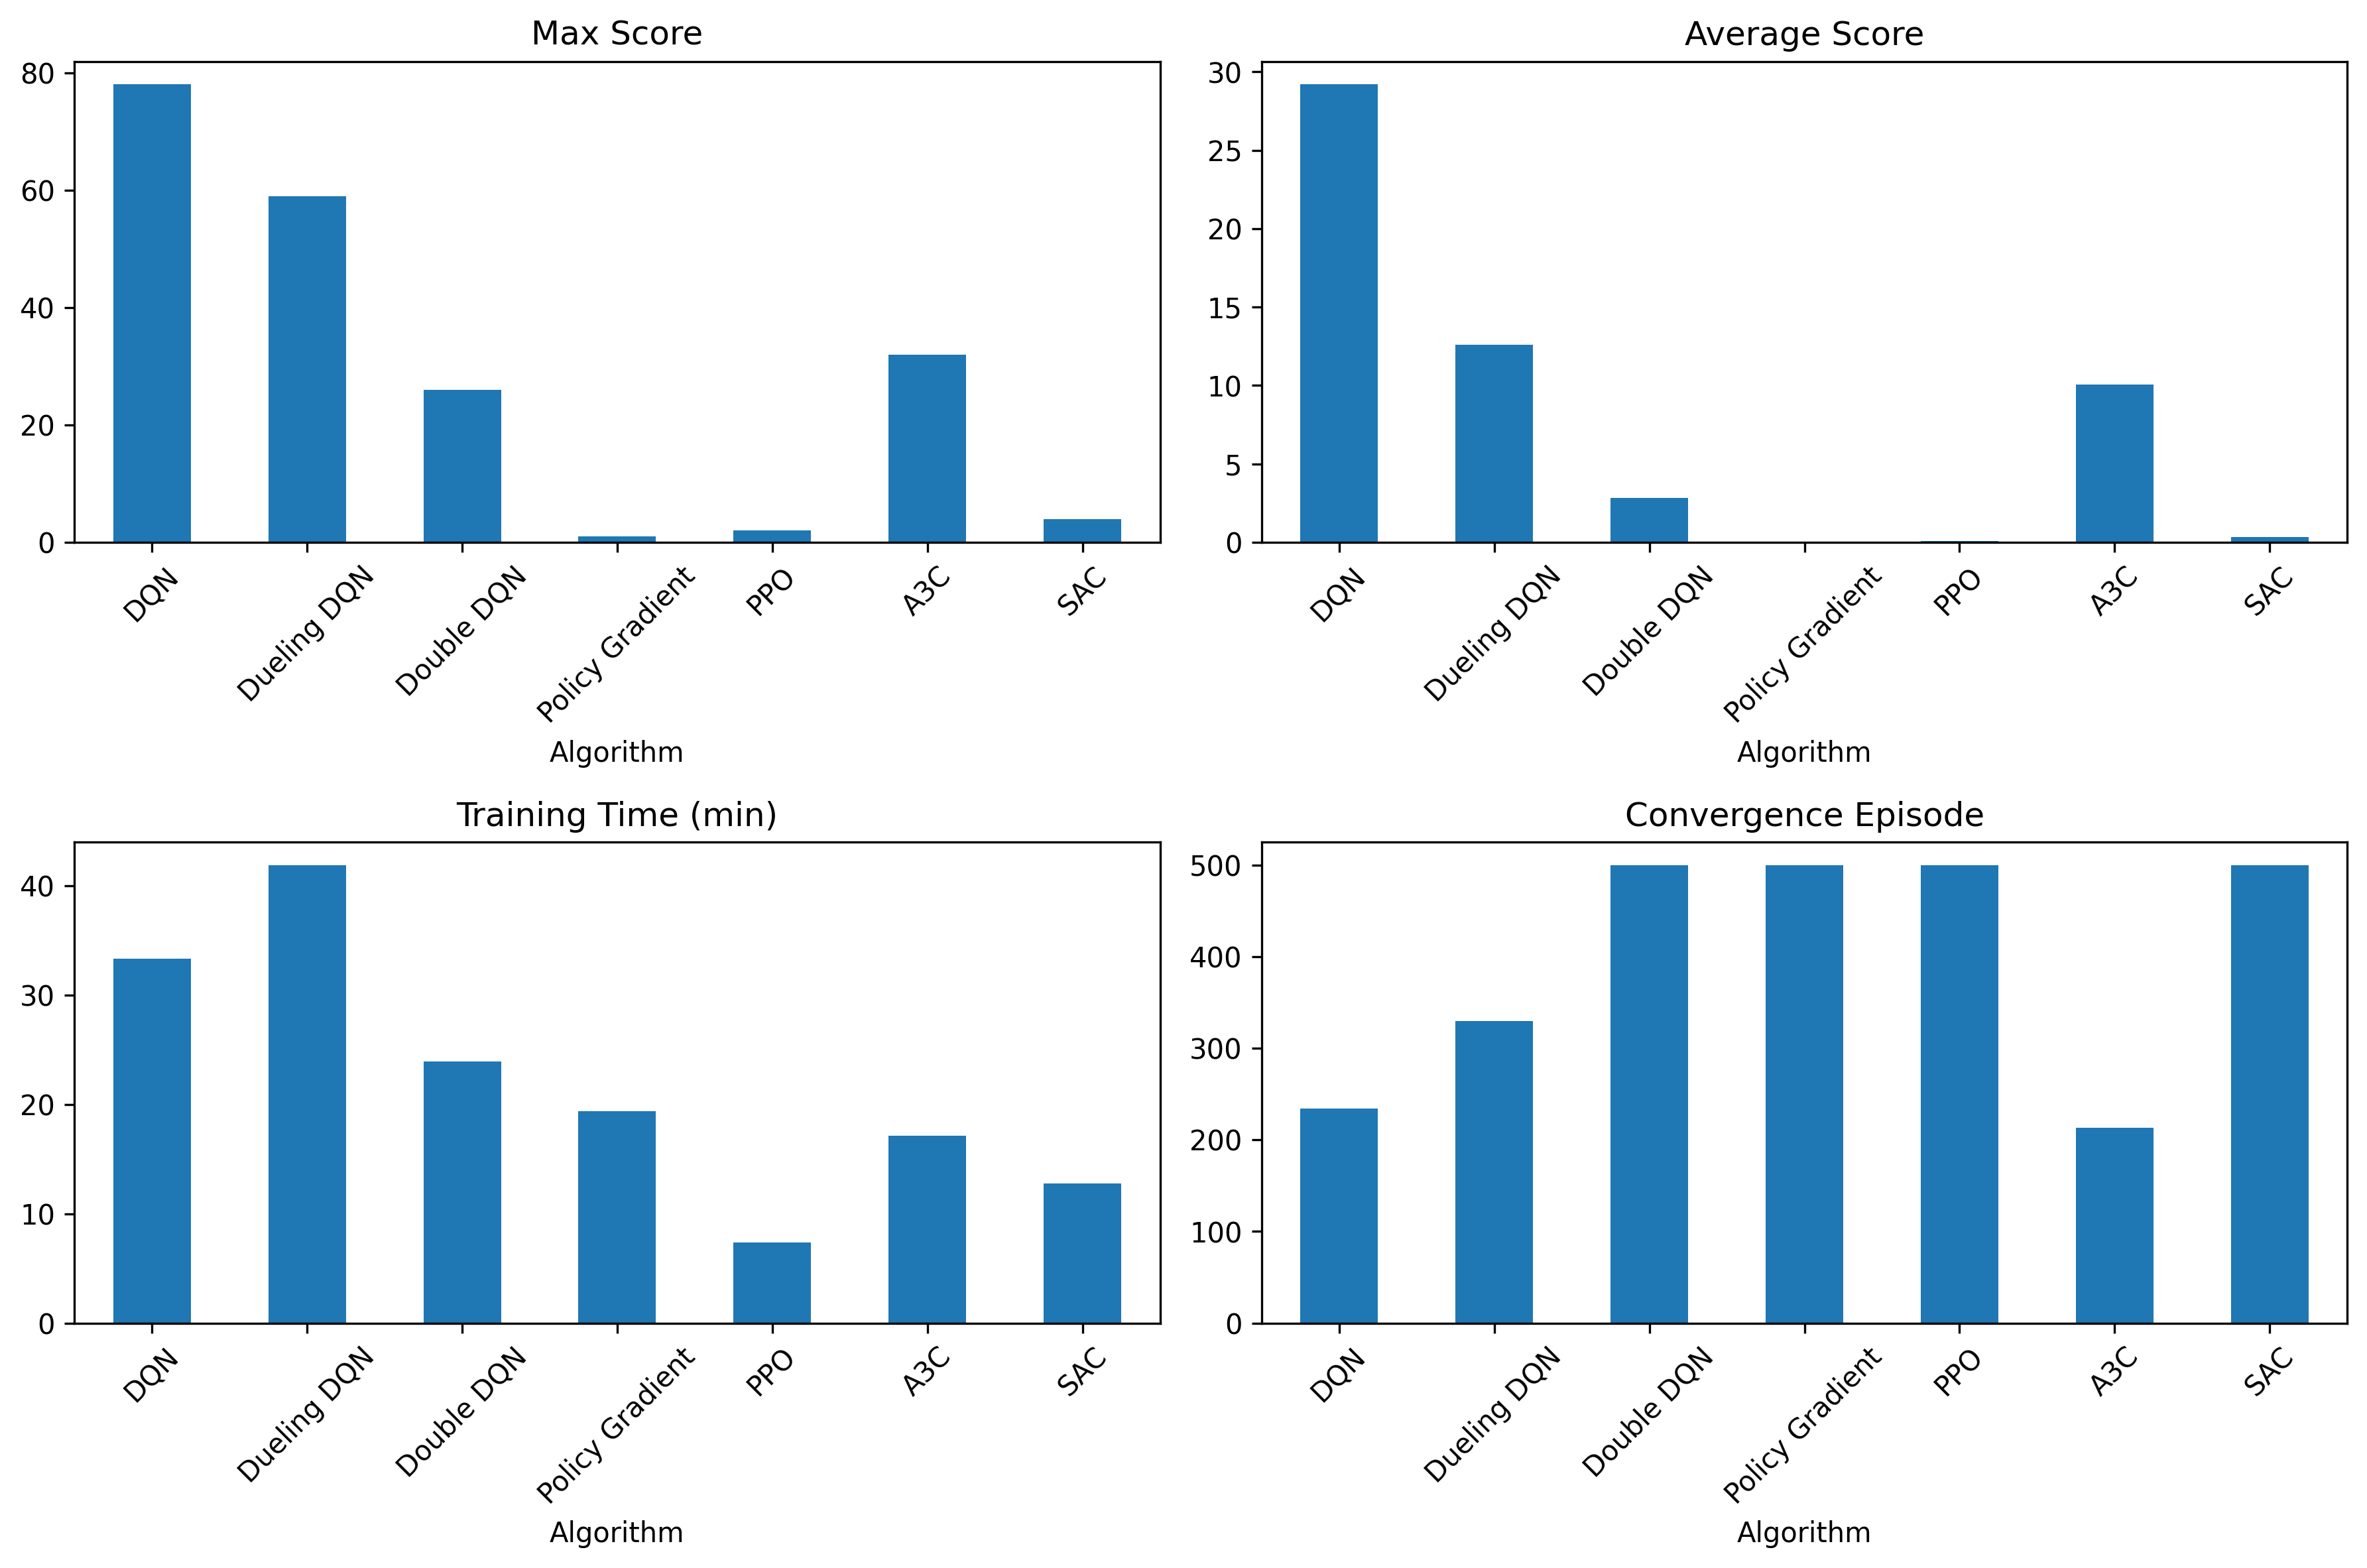 Max Score
80
60
40
20
0
DQN
Dueling DQN
Double DQN
Policy Gradient
PPO
A3C
SAC
Algorithm
Average Score
30
25
20
15
10
5
0
DQN
Dueling DQN
Double DQN
Policy Gradient
PPO
A3C
SAC
Algorithm
Training Time (min)
40
30
20
10
0
DQN
Dueling DQN
Double DQN
Policy Gradient
PPO
A3C
SAC
Algorithm
Convergence Episode
500
400
300
200
100
0
DQN
Dueling DQN
Double DQN
Policy Gradient
PPO
A3C
SAC
Algorithm